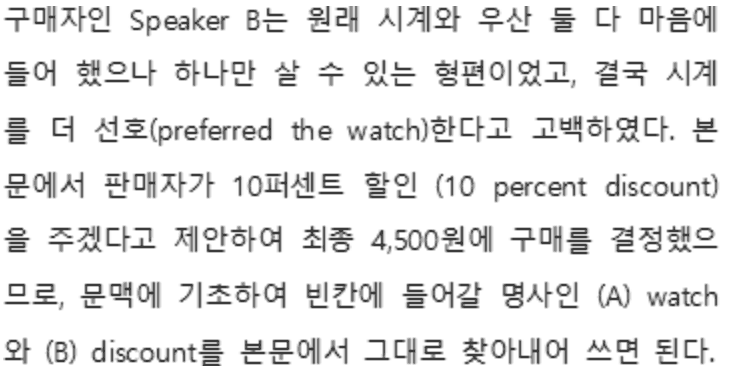 구매자인 Speaker B는 원래 시계와 우산 둘 다 마음에
들어 했으나 하나만 살 수 있는 형편이었고, 결국 시계
를 더 선호(preferred the watch)한다고 고백하였다. 본
문에서 판매자가 10퍼센트 할인 (10 percent discount)
을 주겠다고 제안하여 최종 4,500원에 구매를 결정했으
므로, 문맥에 기초하여 빈칸에 들어갈 명사인 (A) watch
와 (B) discount를 본문에서 그대로 찾아내어 쓰면 된다.